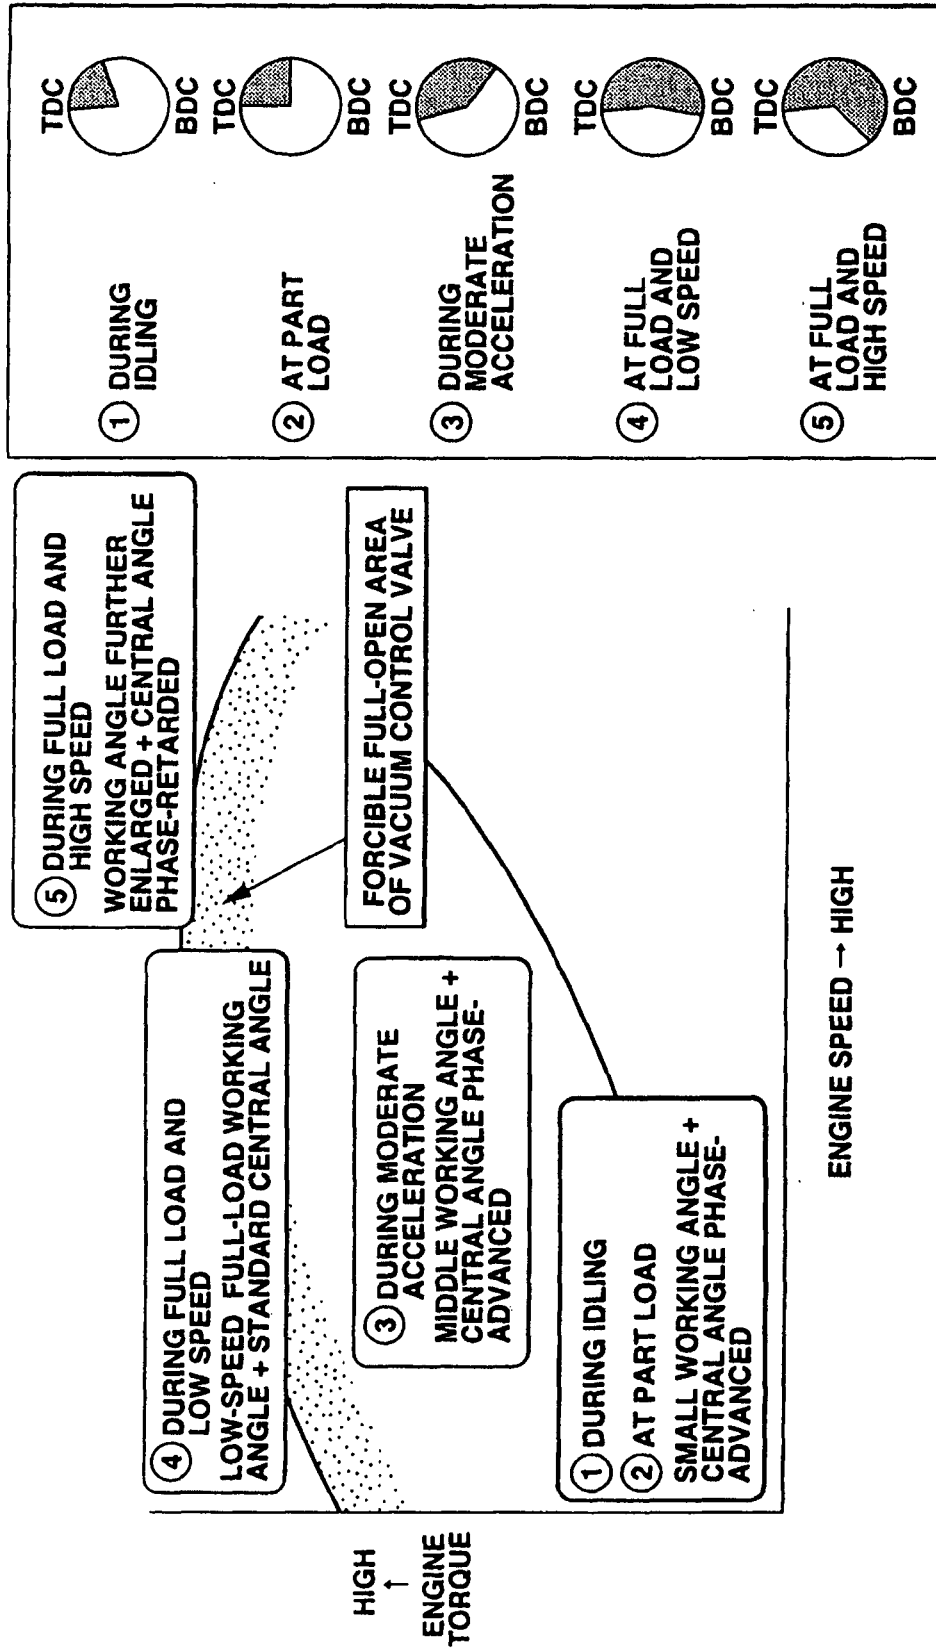 HIGH
↑
ENGINE
TORQUE
④ DURING FULL LOAD AND
LOW SPEED
LOW-SPEED FULL-LOAD WORKING
ANGLE + STANDARD CENTRAL ANGLE
⑤ DURING FULL LOAD AND
HIGH SPEED
WORKING ANGLE FURTHER
ENLARGED + CENTRAL ANGLE
PHASE-RETARDED
③ DURING MODERATE
ACCELERATION
MIDDLE WORKING ANGLE +
CENTRAL ANGLE PHASE-
ADVANCED
FORCIBLE FULL-OPEN AREA
OF VACUUM CONTROL VALVE
① DURING IDLING
② AT PART LOAD
SMALL WORKING ANGLE +
CENTRAL ANGLE PHASE-
ADVANCED
ENGINE SPEED → HIGH
① DURING
IDLING
TDC
BDC
② AT PART
LOAD
TDC
BDC
③ DURING
MODERATE
ACCELERATION
TDC
BDC
④ AT FULL
LOAD AND
LOW SPEED
TDC
BDC
⑤ AT FULL
LOAD AND
HIGH SPEED
TDC
BDC